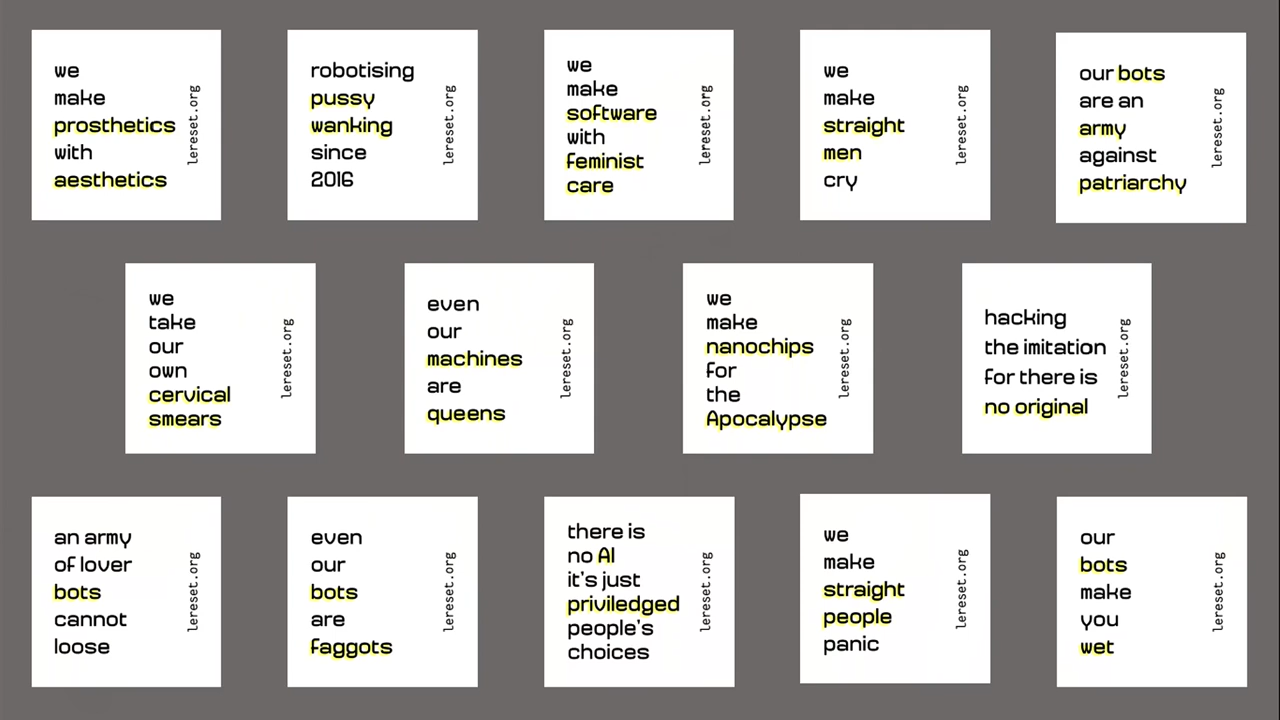 we
make
prosthetics
with
aesthetics
lereset.org
robotising
pussy
wanking
since
2016
lereset.org
we
make
software
with
feminist
care
lereset.org
we
make
straight
men
cry
lereset.org
our bots
are an
army
against
patriarchy
lereset.org
we
take
our
own
cervical
smears
lereset.org
even
our
machines
are
queens
lereset.org
we
make
nanochips
for
the
Apocalypse
lereset.org
hacking
the imitation
for there is
no original
lereset.org
an army
of lover
bots
cannot
loose
lereset.org
even
our
bots
are
faggots
lereset.org
there is
no AI
it's just
priviledged
people's
choices
lereset.org
we
make
straight
people
panic
lereset.org
our
bots
make
you
wet
lereset.org